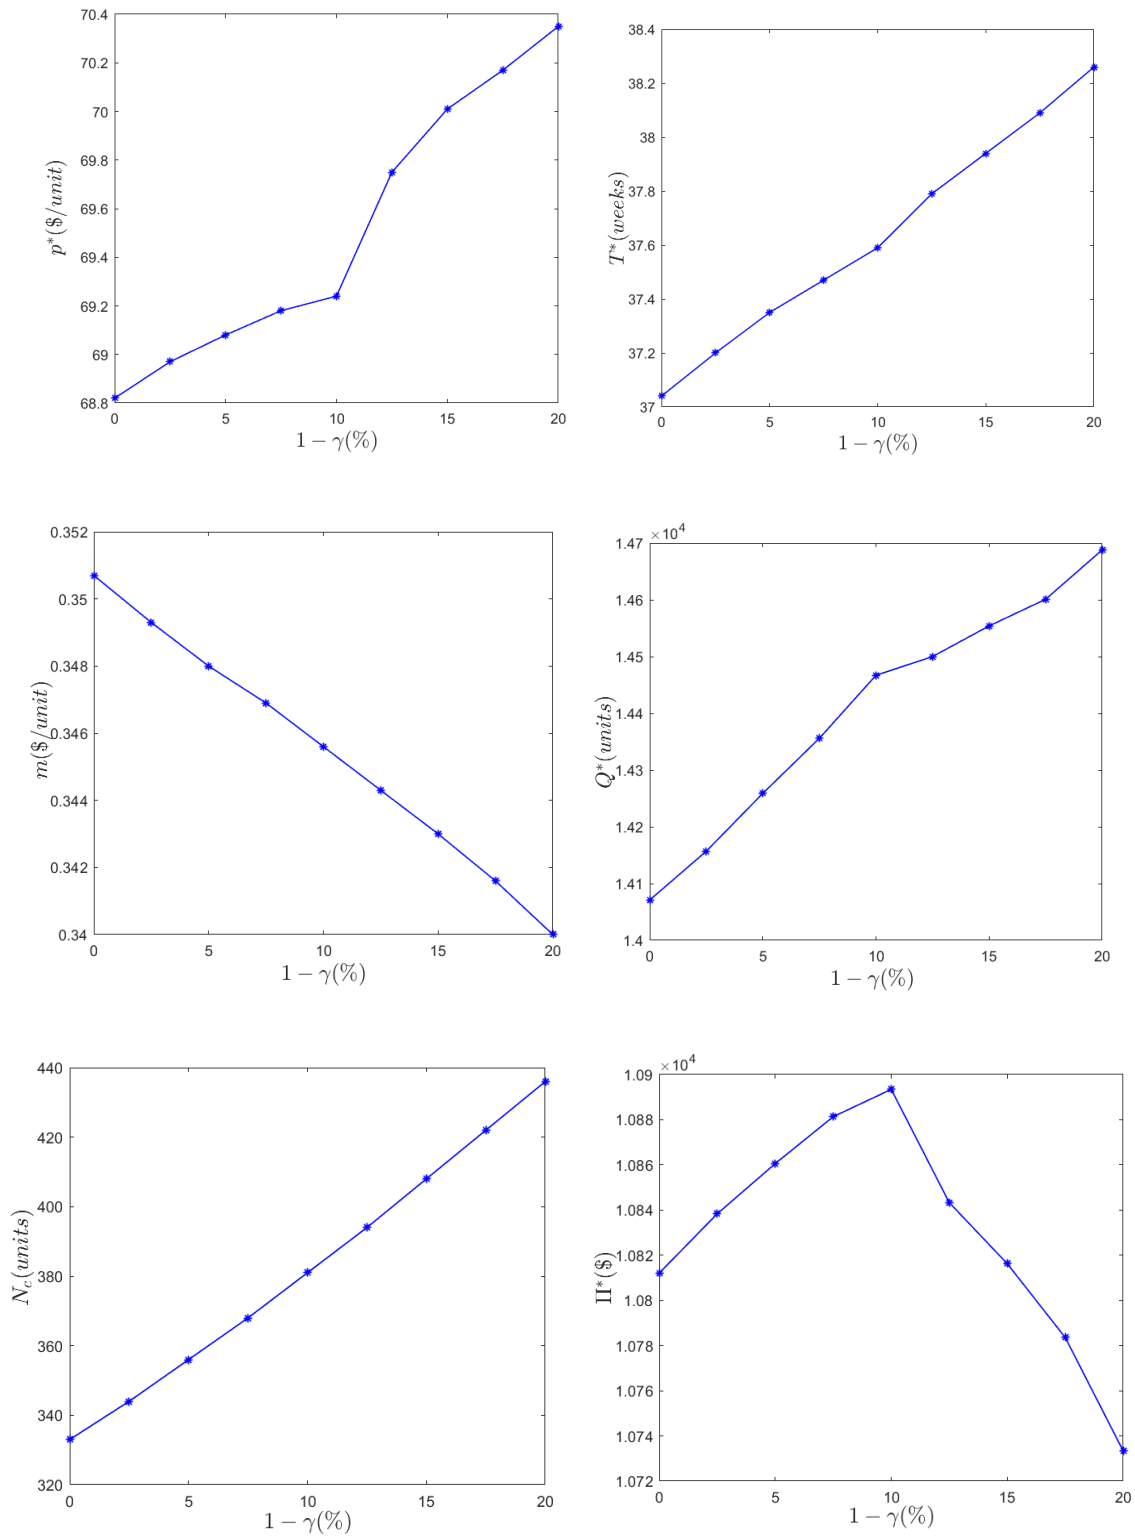 70.4
70.2
70
69.8
69.6
69.4
69.2
69
68.8
p*($/unit)
0 5 10 15 20
1 − γ(%)
38.4
38.2
38
37.8
37.6
37.4
37.2
37
T*(weeks)
0 5 10 15 20
1 − γ(%)
0.352
0.35
0.348
0.346
0.344
0.342
0.34
m($/unit)
0 5 10 15 20
1 − γ(%)
×10^4
1.47
1.46
1.45
1.44
1.43
1.42
1.41
1.4
Q*(units)
0 5 10 15 20
1 − γ(%)
440
420
400
380
360
340
320
N_c(units)
0 5 10 15 20
1 − γ(%)
×10^4
1.09
1.088
1.086
1.084
1.082
1.08
1.078
1.076
1.074
1.072
Π*($)
0 5 10 15 20
1 − γ(%)